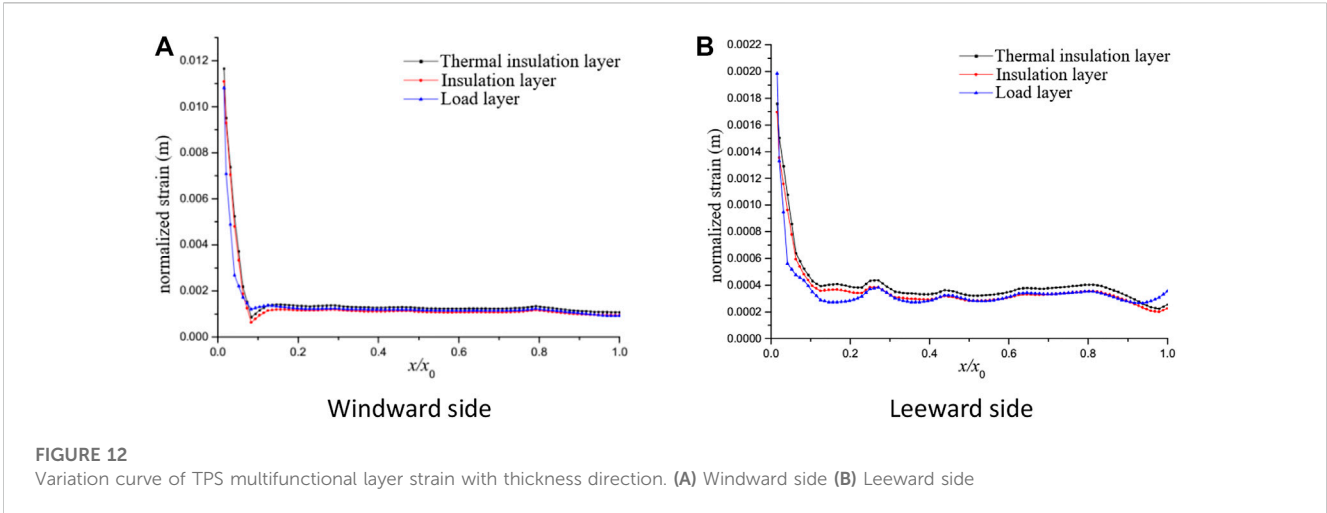 A
B
normalized strain (m)
0.012
0.010
0.008
0.006
0.004
0.002
0.000
0.0 0.2 0.4 0.6 0.8 1.0
x/x0
Thermal insulation layer
Insulation layer
Load layer
Windward side
normalized strain (m)
0.0022
0.0020
0.0018
0.0016
0.0014
0.0012
0.0010
0.0008
0.0006
0.0004
0.0002
0.0000
0.0 0.2 0.4 0.6 0.8 1.0
x/x0
Thermal insulation layer
Insulation layer
Load layer
Leeward side
FIGURE 12
Variation curve of TPS multifunctional layer strain with thickness direction. (A) Windward side (B) Leeward side